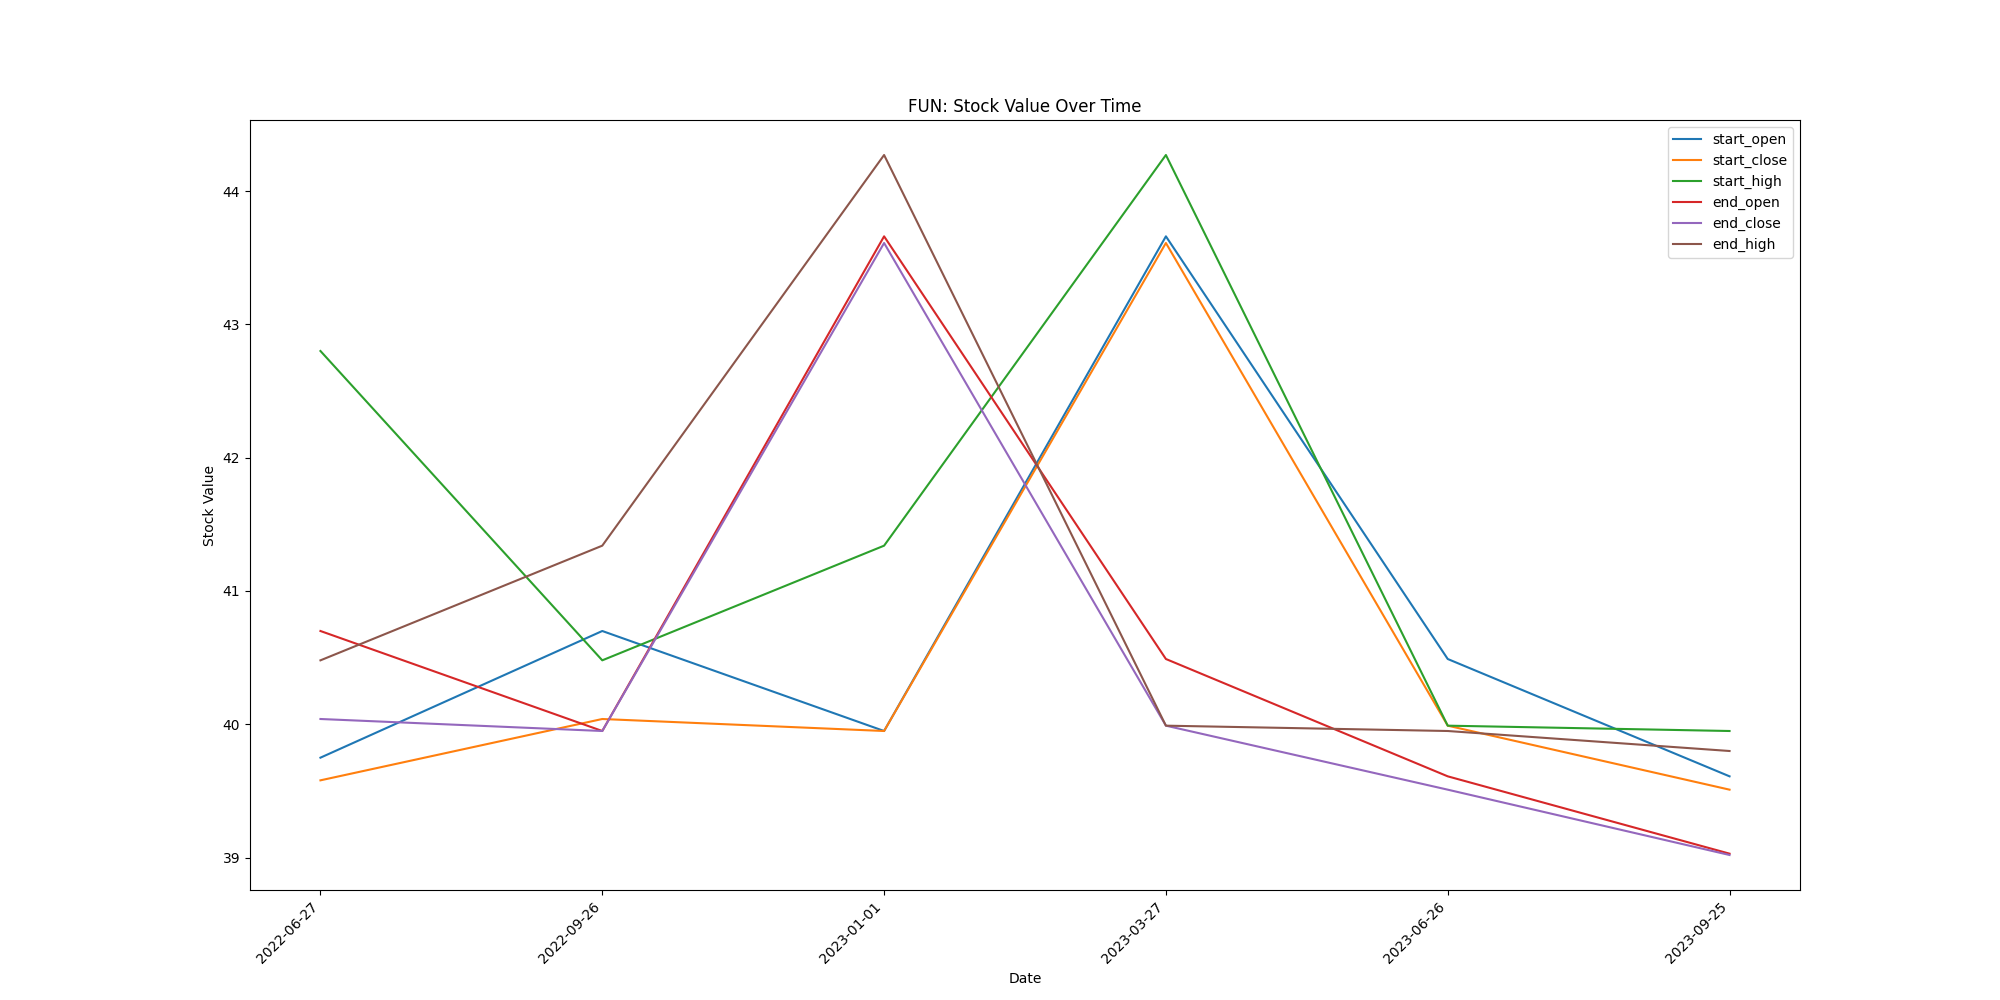 FUN: Stock Value Over Time
start_open
start_close
start_high
end_open
end_close
end_high
44
43
42
41
40
39
Stock Value
2022-06-27
2022-09-26
2023-01-01
2023-03-27
2023-06-26
2023-09-25
Date